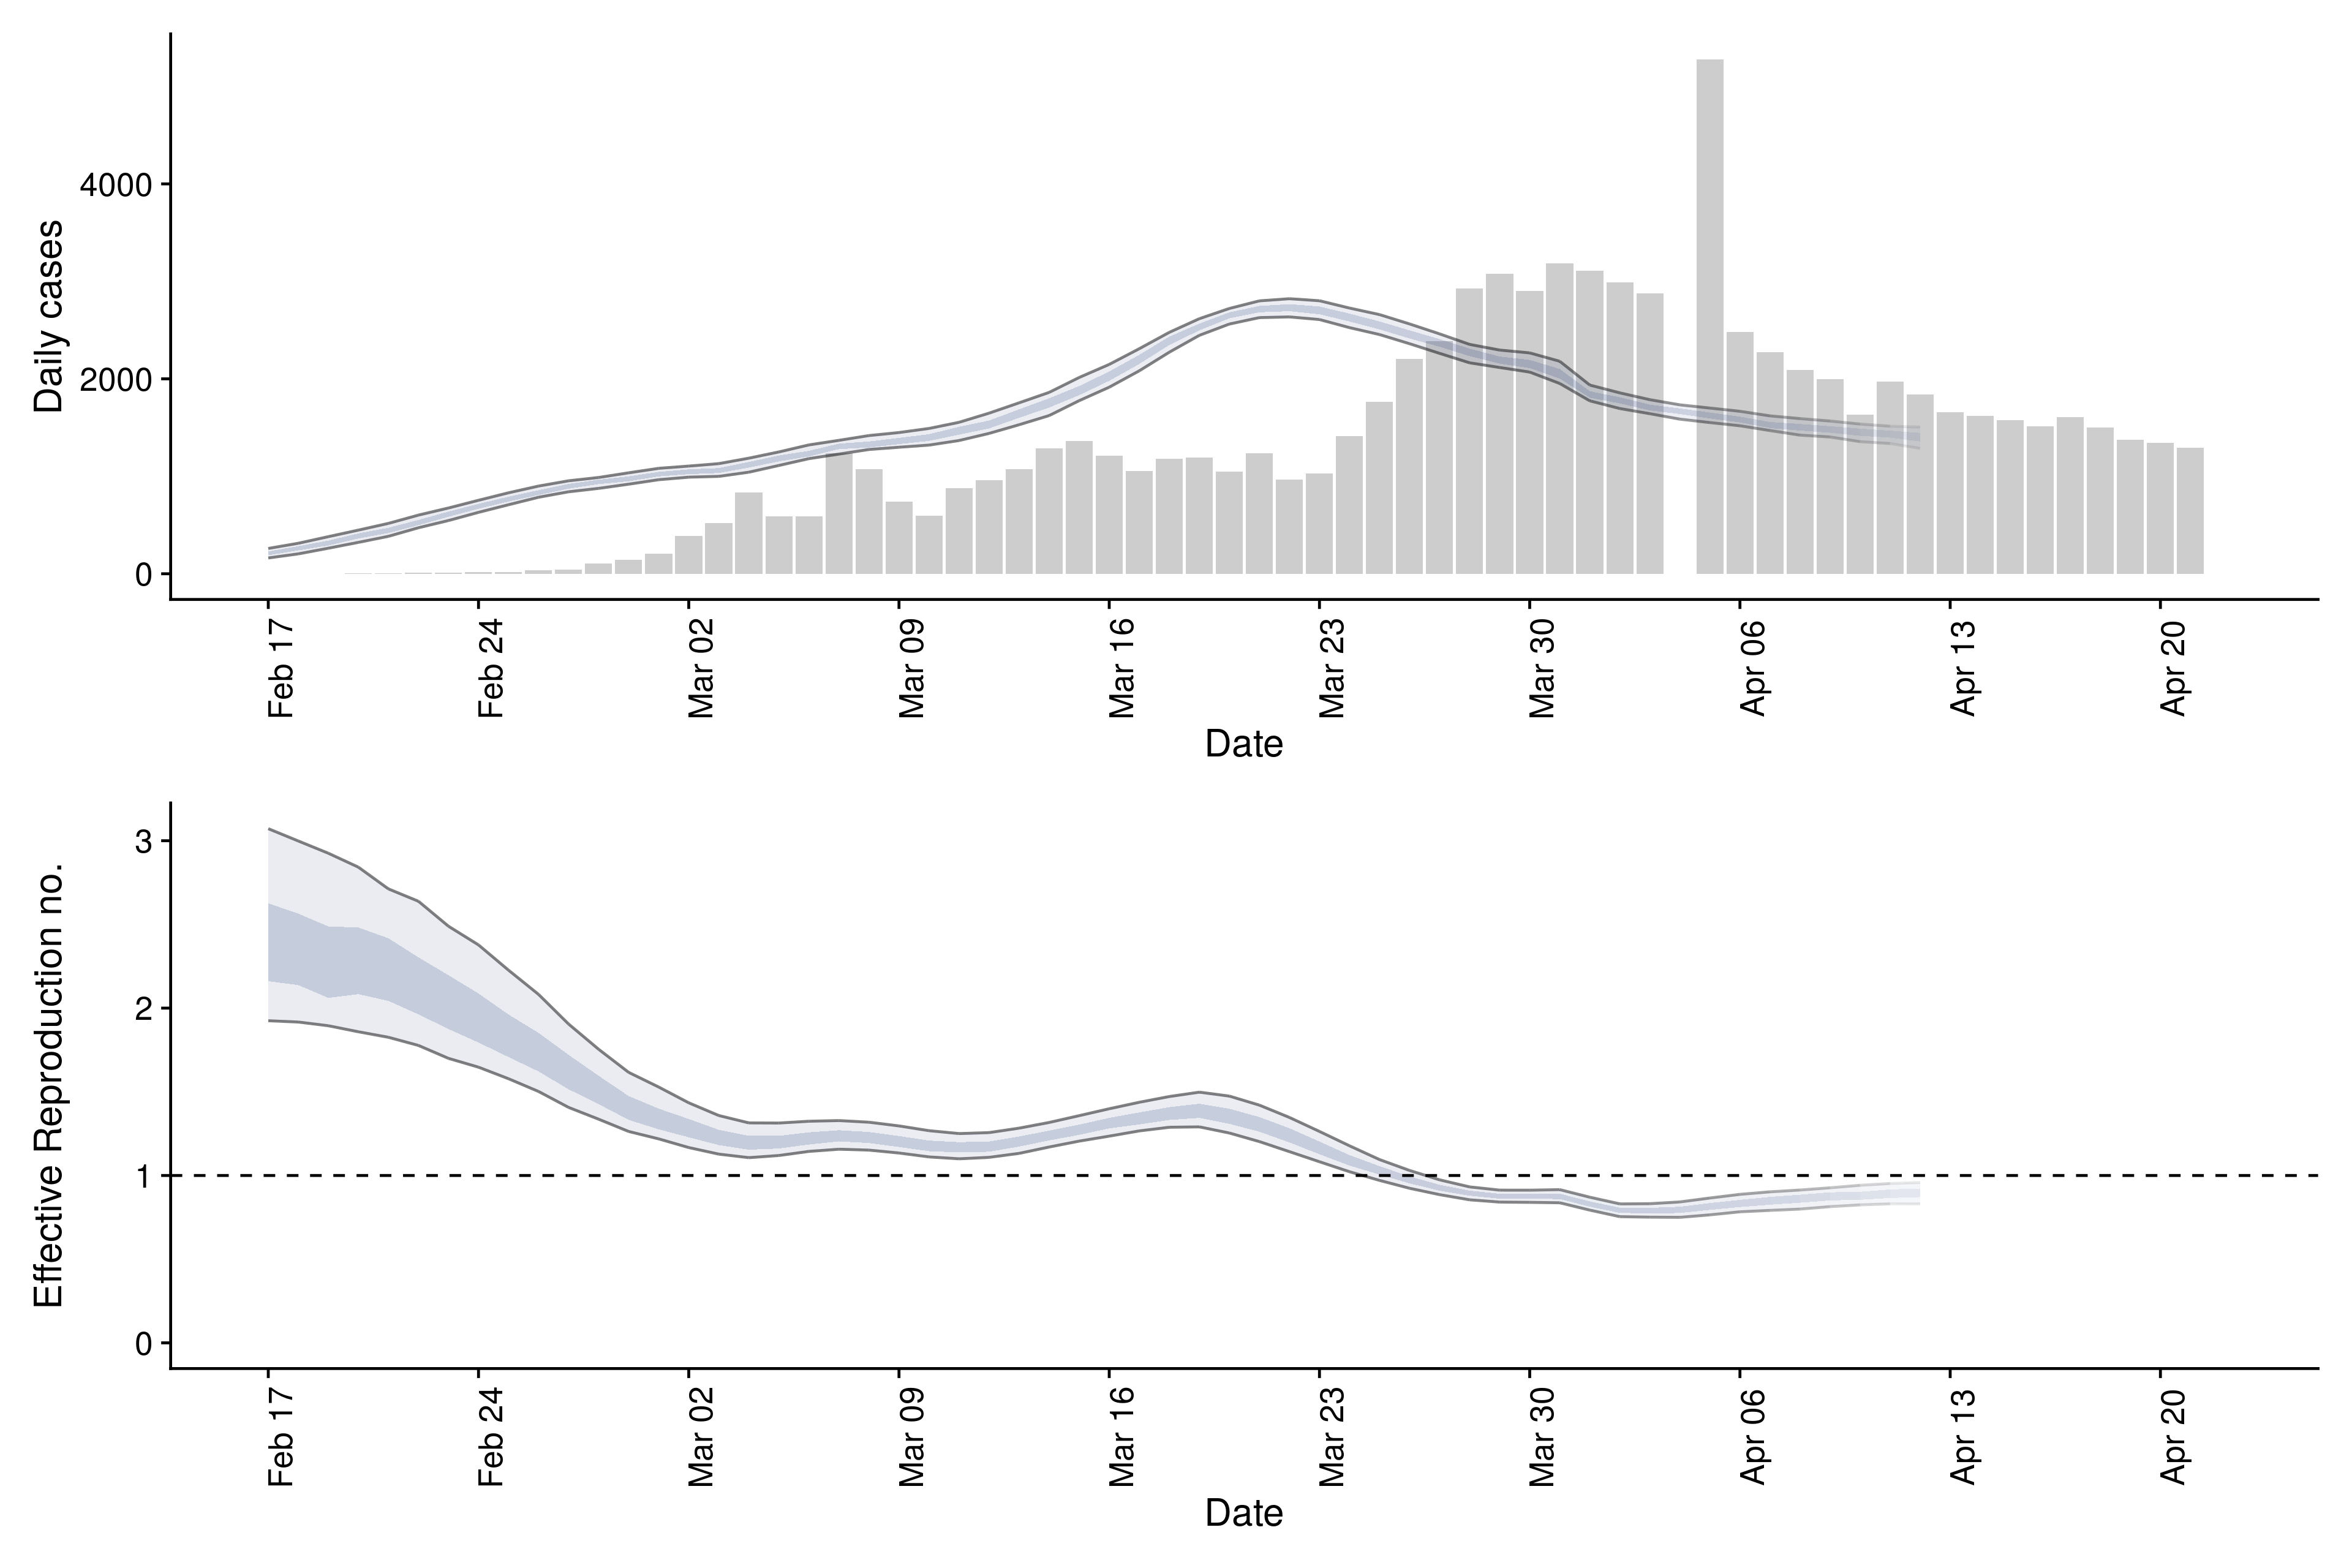 Daily cases
4000
2000
0
Feb 17 Feb 24 Mar 02 Mar 09 Mar 16 Mar 23 Mar 30 Apr 06 Apr 13 Apr 20
Date
Effective Reproduction no.
3
2
1
0
Feb 17 Feb 24 Mar 02 Mar 09 Mar 16 Mar 23 Mar 30 Apr 06 Apr 13 Apr 20
Date